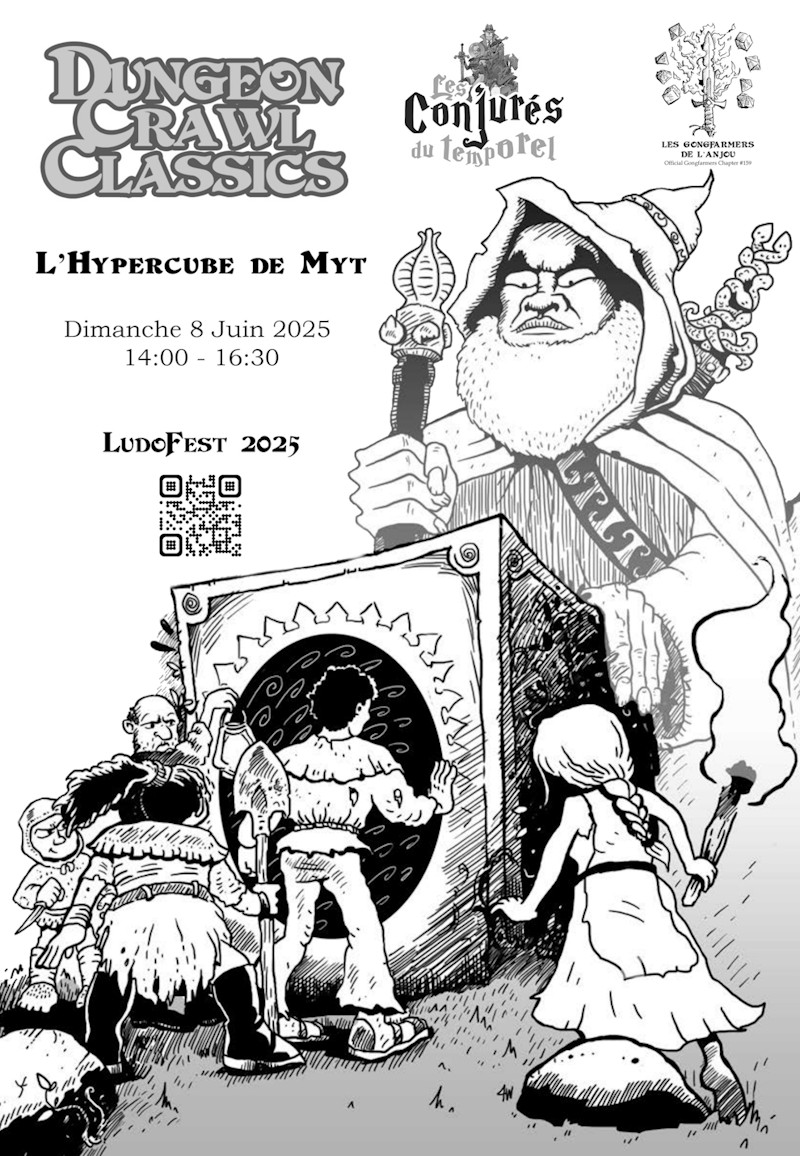 Dungeon
Crawl
Classics
Les
Conjurés
du temporel
Les Gongfarmers
de l'Anjou
Official Gongfarmers Chapter #139
L'Hypercube de Myt
Dimanche 8 Juin 2025
14:00 - 16:30
LudoFest 2025